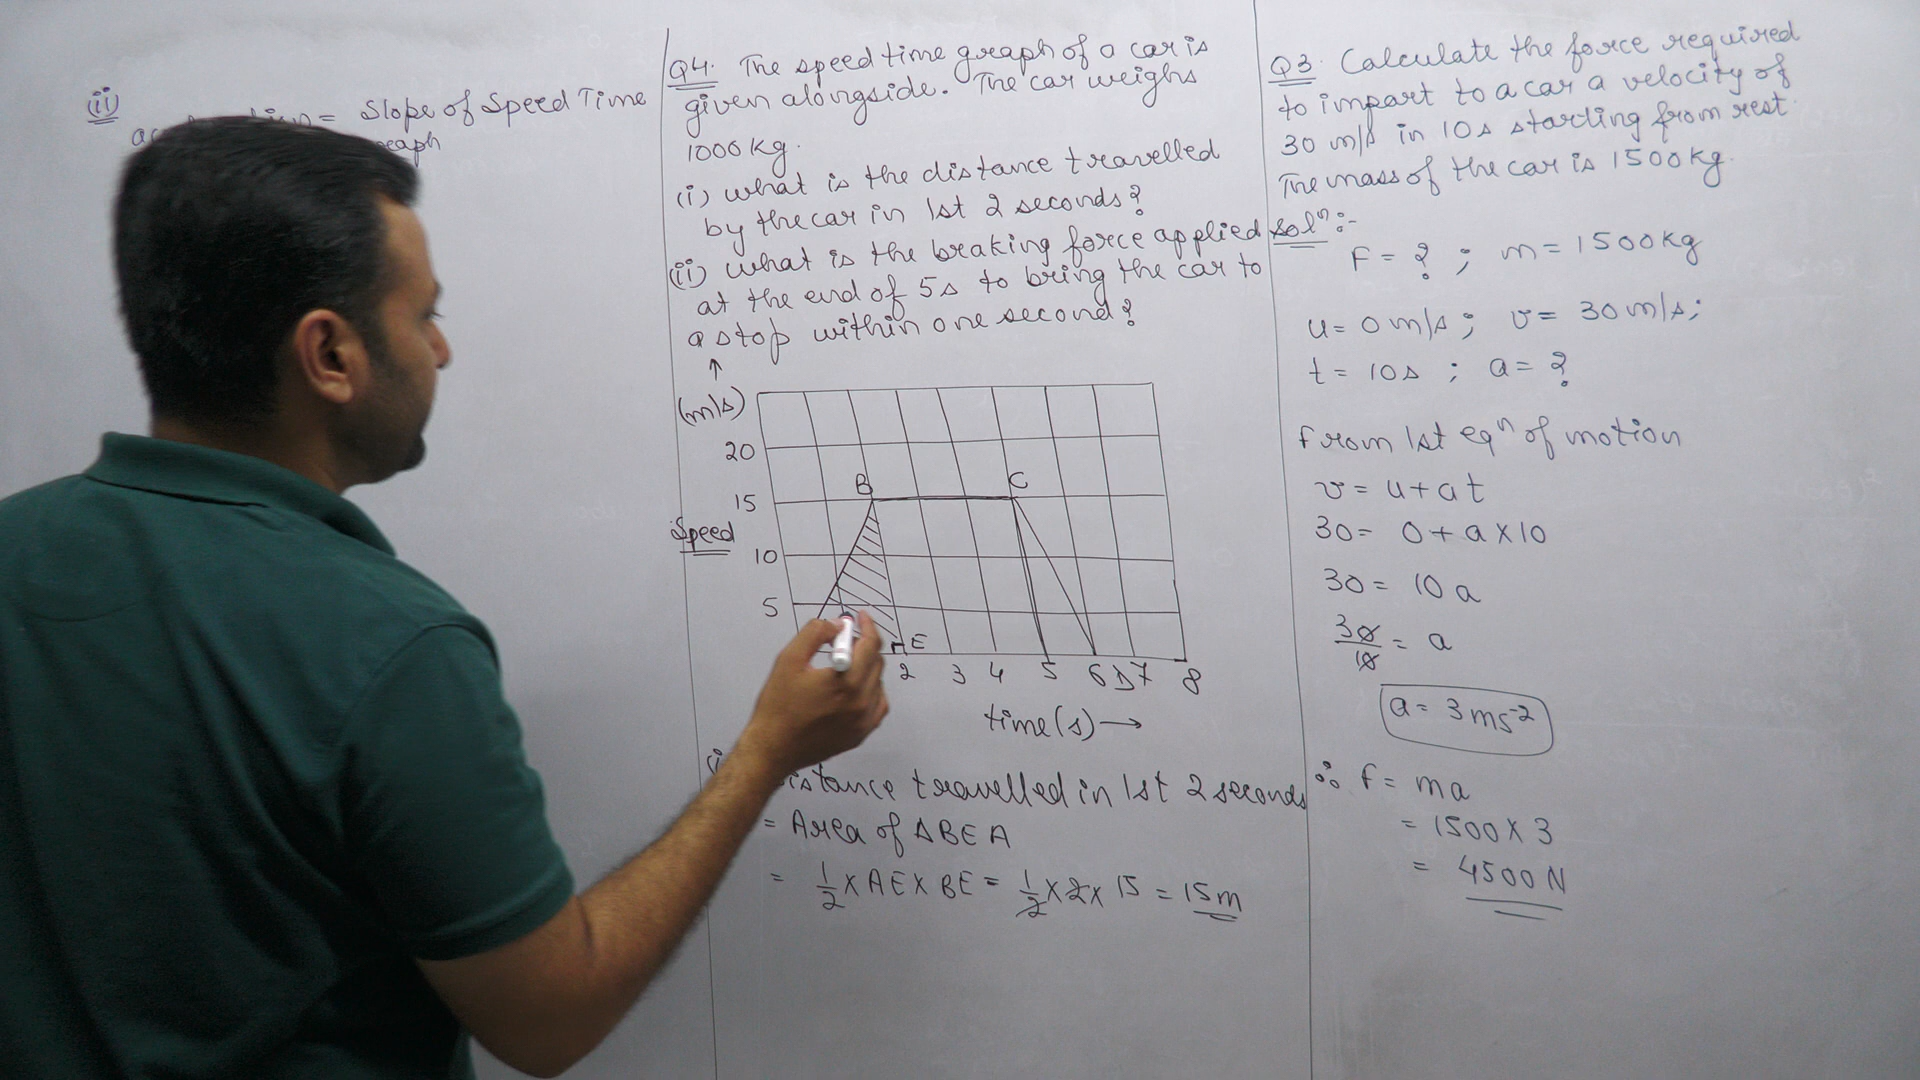 (ii)
= Slope of Speed Time
Q4. The speed time graph of a car is
given alongside. The car weighs
1000 kg.
(i) what is the distance travelled
by the car in 1st 2 seconds?
(ii) what is the breaking force applied
at the end of 5s to bring the car to
a stop within one second?
↑
(m/s)
20
15
Speed
10
5
B C
E
2 3 4 5 6 D 7 8
time(s) →
Distance travelled in 1st 2 seconds
= Area of ΔBEA
= 1/2 × AE × BE = 1/2 × 2 × 15 = 15m
Q3. Calculate the force required
to impart to a car a velocity of
30 m/s in 10s starting from rest.
The mass of the car is 1500kg.
Solⁿ:-
F = ? ; m = 1500kg
u = 0 m/s ; v = 30 m/s;
t = 10s ; a = ?
From 1st eqⁿ of motion
v = u + at
30 = 0 + a × 10
30 = 10 a
30/10 = a
a = 3 ms⁻²
∴ F = ma
= 1500 × 3
= 4500 N